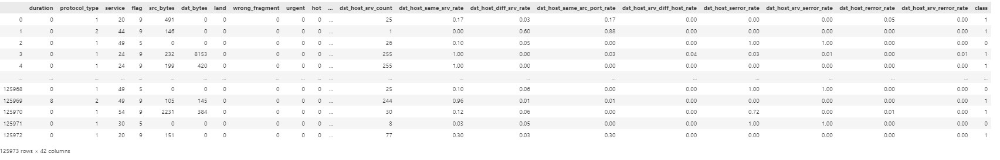 duration protocol_type service flag src_bytes dst_bytes land wrong_fragment urgent hot ... dst_host_srv_count dst_host_same_srv_rate dst_host_diff_srv_rate dst_host_same_src_port_rate dst_host_srv_diff_host_rate dst_host_serror_rate dst_host_srv_serror_rate dst_host_rerror_rate dst_host_srv_rerror_rate class
0 0 1 20 9 491 0 0 0 0 0 ... 25 0.17 0.03 0.17 0.00 0.00 0.00 0.05 0.00 1
1 0 2 44 9 146 0 0 0 0 0 ... 1 0.00 0.60 0.88 0.00 0.00 0.00 0.00 0.00 1
2 0 1 49 5 0 0 0 0 0 0 ... 26 0.10 0.05 0.00 0.00 1.00 1.00 0.00 0.00 0
3 0 1 24 9 232 8153 0 0 0 0 ... 255 1.00 0.00 0.03 0.04 0.03 0.01 0.00 0.01 1
4 0 1 24 9 199 420 0 0 0 0 ... 255 1.00 0.00 0.00 0.00 0.00 0.00 0.00 0.00 1
... ... ... ... ... ... ... ... ... ... ... ... ... ... ... ... ... ... ... ... ... ...
125968 0 1 49 5 0 0 0 0 0 0 ... 25 0.10 0.06 0.00 0.00 1.00 1.00 0.00 0.00 0
125969 8 2 49 9 105 145 0 0 0 0 ... 244 0.96 0.01 0.01 0.00 0.00 0.00 0.00 0.00 1
125970 0 1 54 9 2231 384 0 0 0 0 ... 30 0.12 0.06 0.00 0.00 0.72 0.00 0.01 0.00 1
125971 0 1 30 5 0 0 0 0 0 0 ... 8 0.03 0.05 0.00 0.00 1.00 1.00 0.00 0.00 0
125972 0 1 20 9 151 0 0 0 0 0 ... 77 0.30 0.03 0.30 0.00 0.00 0.00 0.00 0.00 1
125973 rows × 42 columns